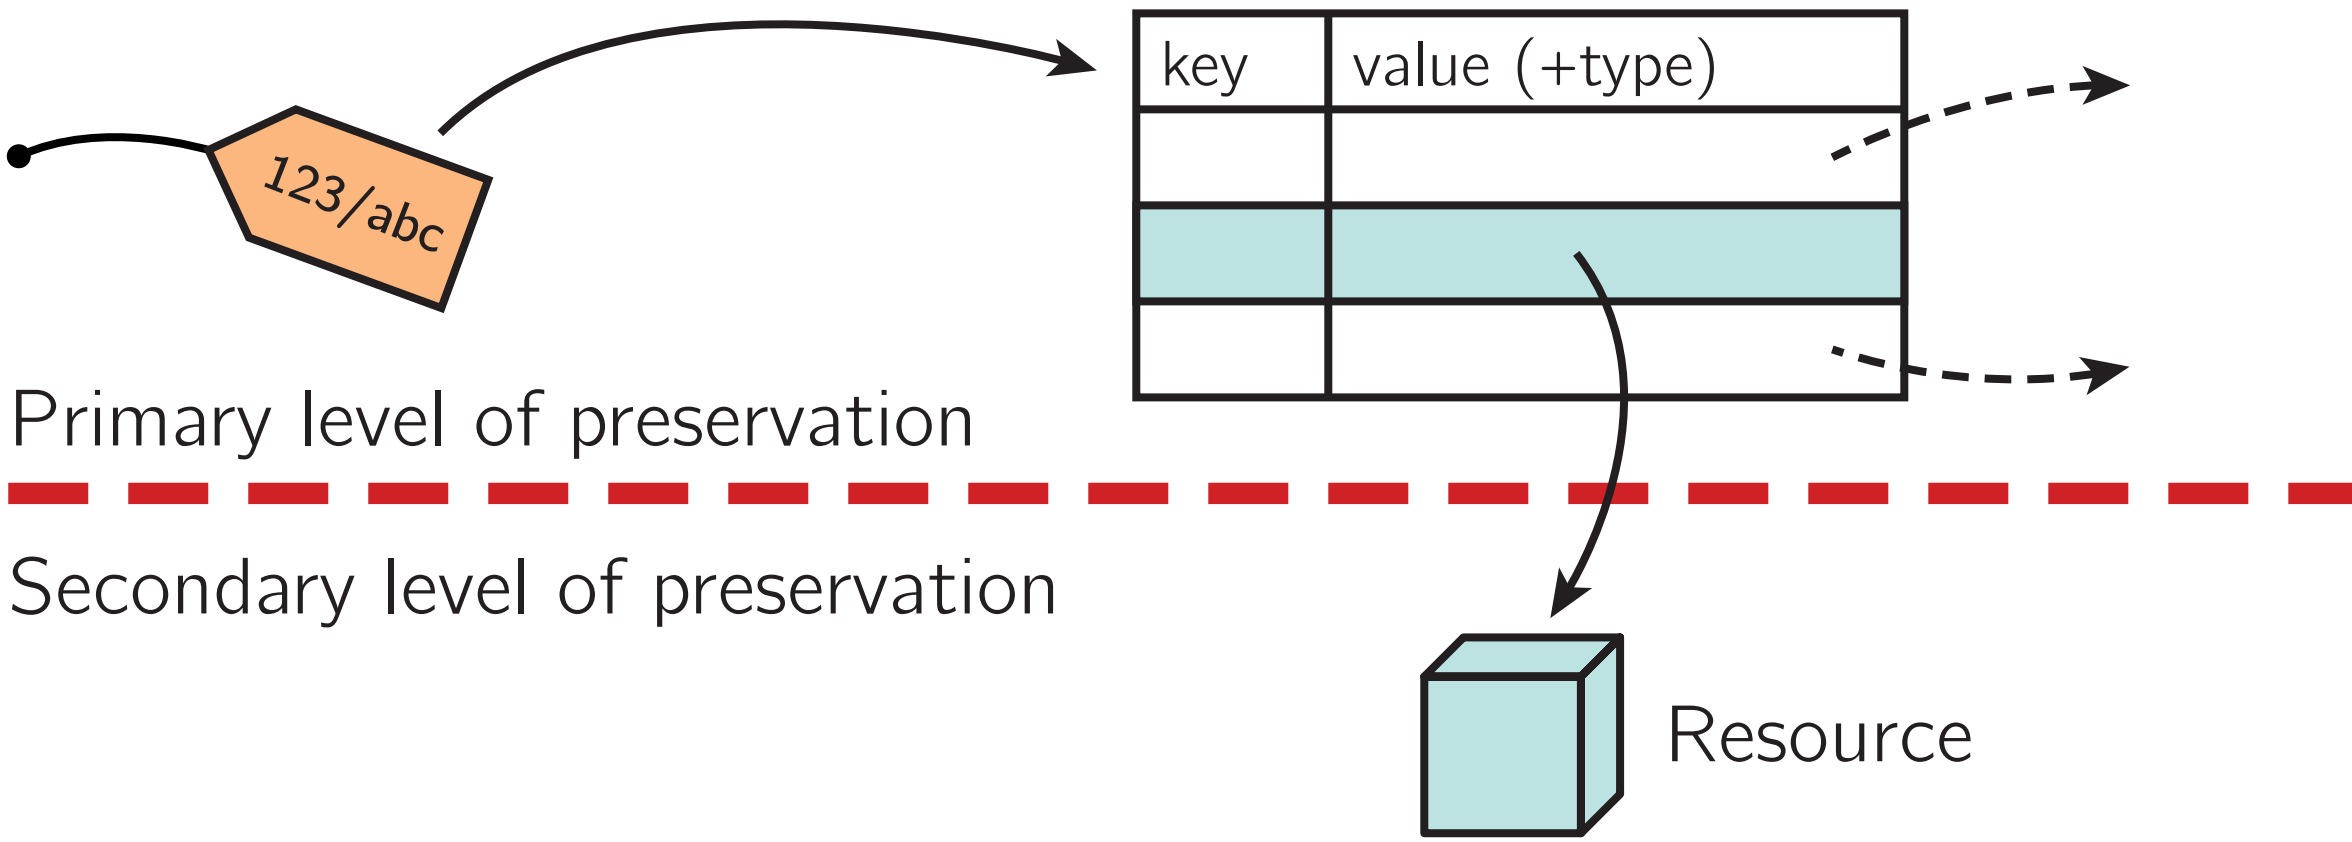 key
value (+type)
123/abc
Primary level of preservation
Secondary level of preservation
Resource